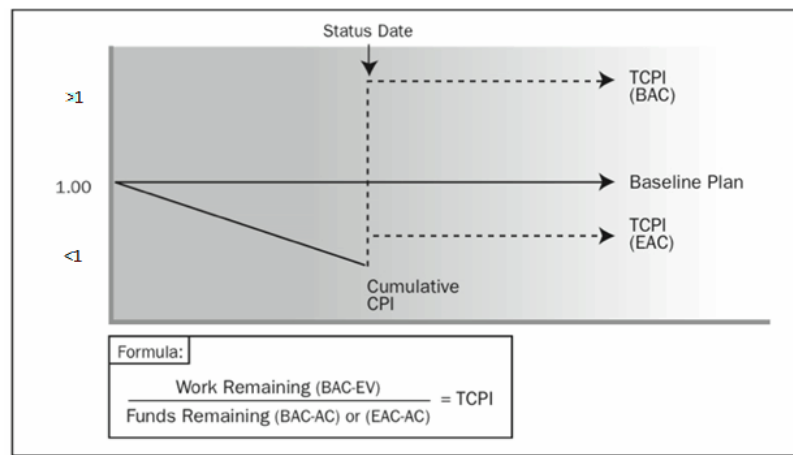 Status Date
>1
TCPI
(BAC)
1.00
Baseline Plan
TCPI
(EAC)
<1
Cumulative
CPI
Formula:
Work Remaining (BAC-EV)
Funds Remaining (BAC-AC) or (EAC-AC)
= TCPI